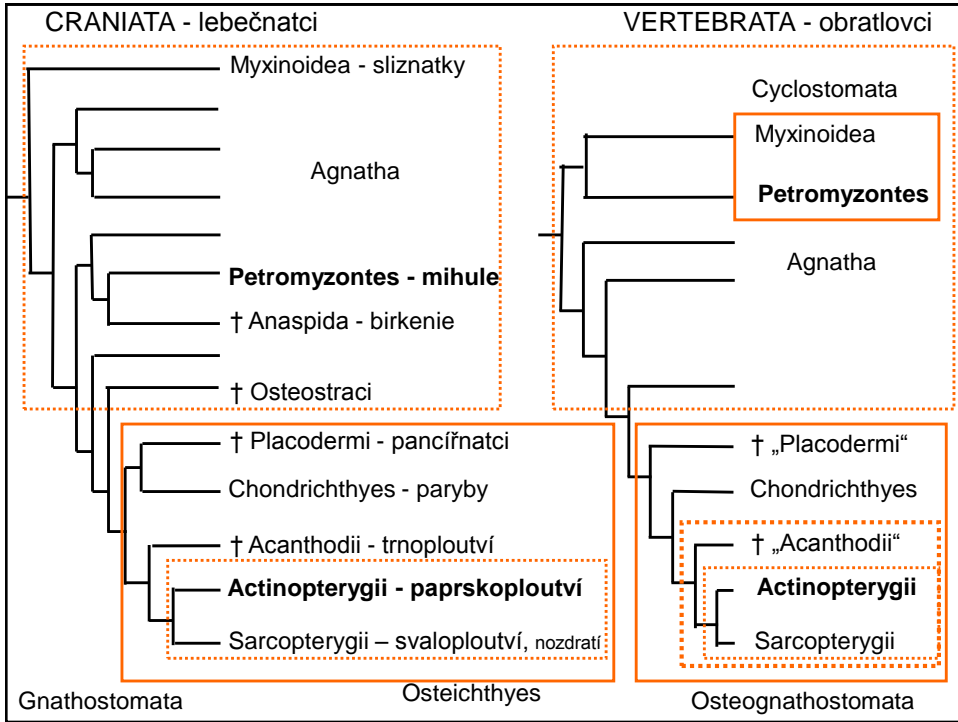 CRANIATA - lebečnatci
Myxinoidea - sliznatky
Agnatha
Petromyzontes - mihule
† Anaspida - birkenie
† Osteostraci
† Placodermi - pancířnatci
Chondrichthyes - paryby
† Acanthodii - trnoploutví
Actinopterygii - paprskoploutví
Sarcopterygii – svaloploutví, nozdratí
Gnathostomata
Osteichthyes
VERTEBRATA - obratlovci
Cyclostomata
Myxinoidea
Petromyzontes
Agnatha
† „Placodermi“
Chondrichthyes
† „Acanthodii“
Actinopterygii
Sarcopterygii
Osteognathostomata